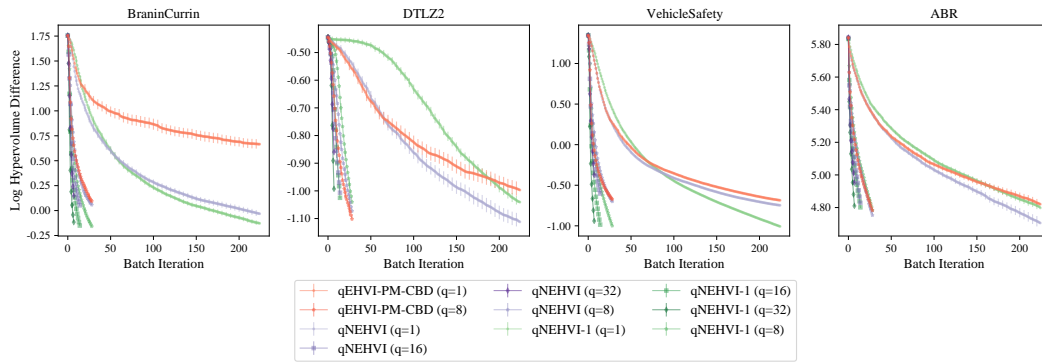 BraninCurrin
DTLZ2
VehicleSafety
ABR
Log Hypervolume Difference
1.75
1.50
1.25
1.00
0.75
0.50
0.25
0.00
-0.25
0 50 100 150 200
Batch Iteration
-0.50
-0.60
-0.70
-0.80
-0.90
-1.00
-1.10
0 50 100 150 200
Batch Iteration
1.00
0.50
0.00
-0.50
-1.00
0 50 100 150 200
Batch Iteration
5.80
5.60
5.40
5.20
5.00
4.80
0 50 100 150 200
Batch Iteration
qEHVI-PM-CBD (q=1)
qEHVI-PM-CBD (q=8)
qNEHVI (q=1)
qNEHVI (q=16)
qNEHVI (q=32)
qNEHVI (q=8)
qNEHVI-1 (q=1)
qNEHVI-1 (q=16)
qNEHVI-1 (q=32)
qNEHVI-1 (q=8)